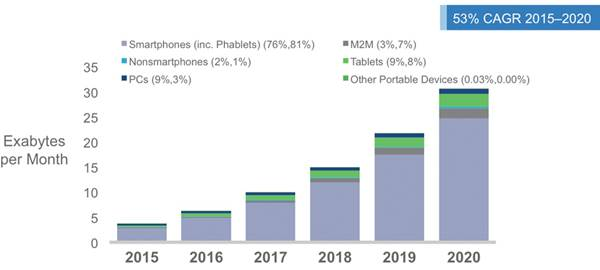 53% CAGR 2015–2020
Smartphones (inc. Phablets) (76%,81%)
M2M (3%,7%)
Nonsmartphones (2%,1%)
Tablets (9%,8%)
PCs (9%,3%)
Other Portable Devices (0.03%,0.00%)
Exabytes
per Month
35
30
25
20
15
10
5
0
2015 2016 2017 2018 2019 2020